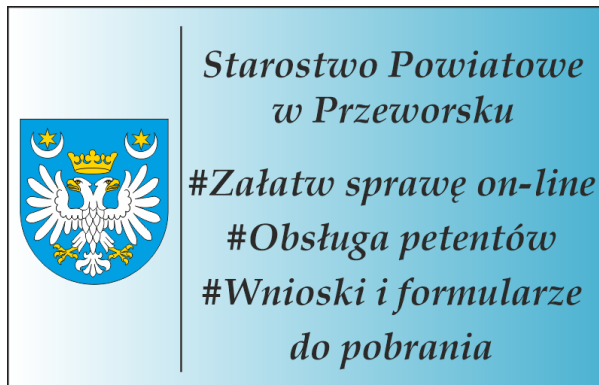 Starostwo Powiatowe
w Przeworsku
#Załatw sprawę on-line
#Obsługa petentów
#Wnioski i formularze
do pobrania